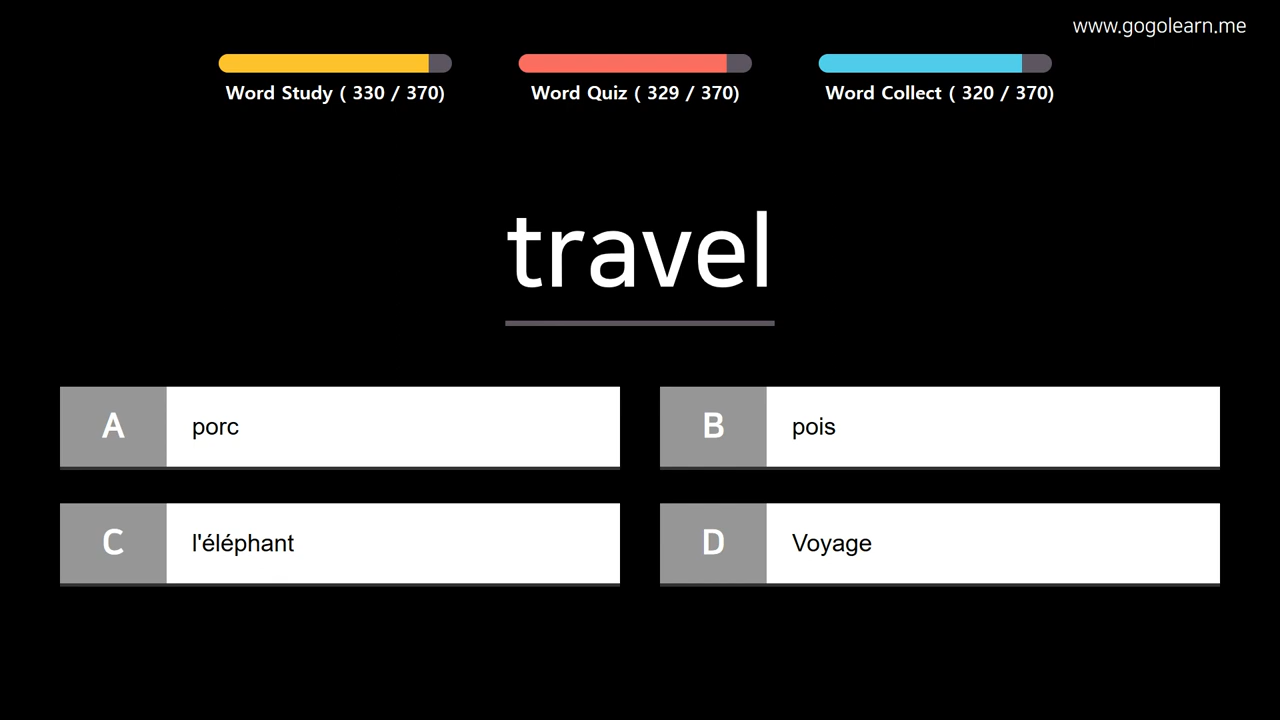 www.gogolearn.me
Word Study ( 330 / 370)
Word Quiz ( 329 / 370)
Word Collect ( 320 / 370)
travel
A porc
B pois
C l'éléphant
D Voyage